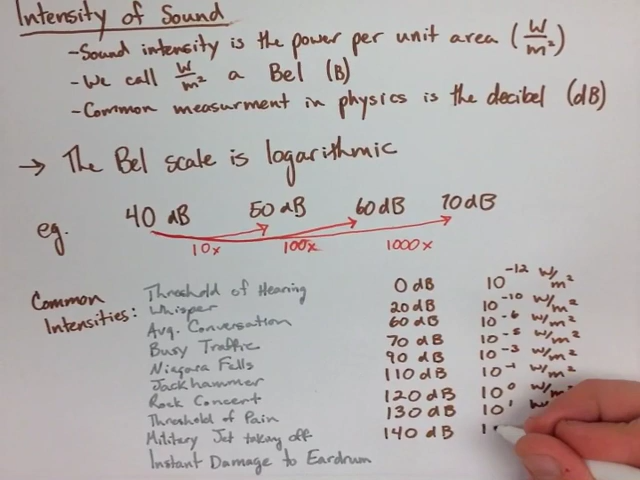 Intensity of Sound
- Sound intensity is the power per unit area (W/m²)
- We call W/m² a Bel (B)
- Common measurment in physics is the decibel (dB)
→ The Bel scale is logarithmic
eg. 40 dB 50 dB 60 dB 70 dB
10x 100x 1000x
Common Intensities:
Threshold of Hearing 0 dB 10⁻¹² W/m²
Whisper 20 dB 10⁻¹⁰ W/m²
Avg. Conversation 60 dB 10⁻⁶ W/m²
Busy Traffic 70 dB 10⁻⁵ W/m²
Niagara Falls 90 dB 10⁻³ W/m²
Jackhammer 110 dB 10⁻¹ W/m²
Rock Concert 120 dB 10⁰ W/m²
Threshold of Pain 130 dB 10¹ W
Military Jet taking off 140 dB 1
Instant Damage to Eardrum